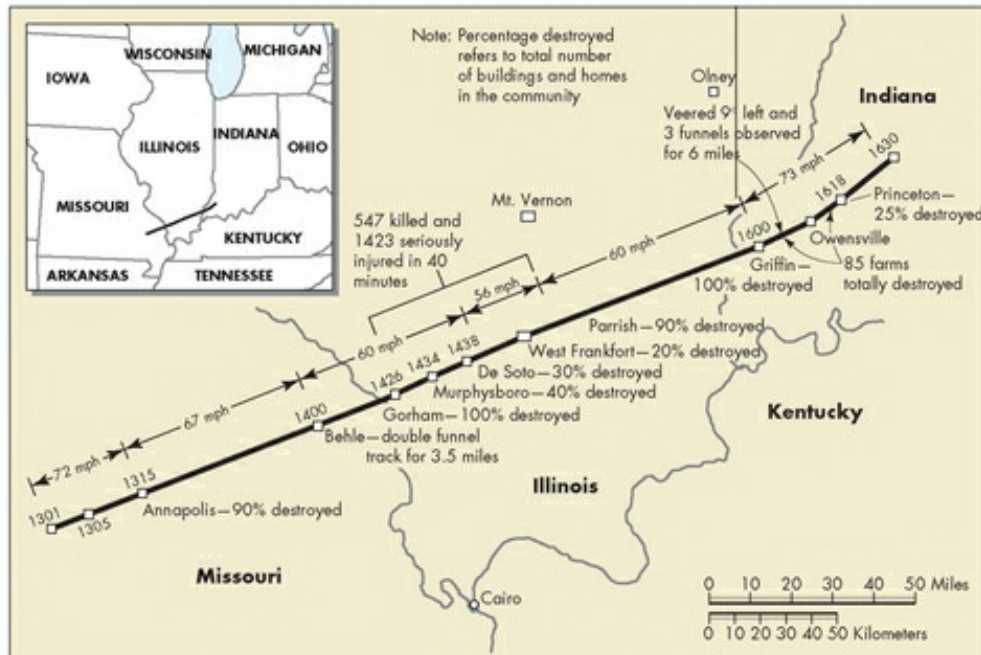 WISCONSIN
MICHIGAN
IOWA
ILLINOIS
INDIANA
OHIO
MISSOURI
KENTUCKY
ARKANSAS
TENNESSEE
Note: Percentage destroyed
refers to total number
of buildings and homes
in the community
Olney
Indiana
Veered 9° left and
3 funnels observed
for 6 miles
73 mph
1630
1618
Princeton—
25% destroyed
Mt. Vernon
547 killed and
1423 seriously
injured in 40
minutes
60 mph
1600
Owensville
85 farms
totally destroyed
Griffin—
100% destroyed
56 mph
Parrish—90% destroyed
West Frankfort—20% destroyed
60 mph
1438
De Soto—30% destroyed
1434
Murphysboro—40% destroyed
1426
Gorham—100% destroyed
Kentucky
67 mph
1400
Behle—double funnel
track for 3.5 miles
72 mph
1315
Annapolis—90% destroyed
1301
1305
Illinois
Missouri
Cairo
0 10 20 30 40 50 Miles
0 10 20 30 40 50 Kilometers